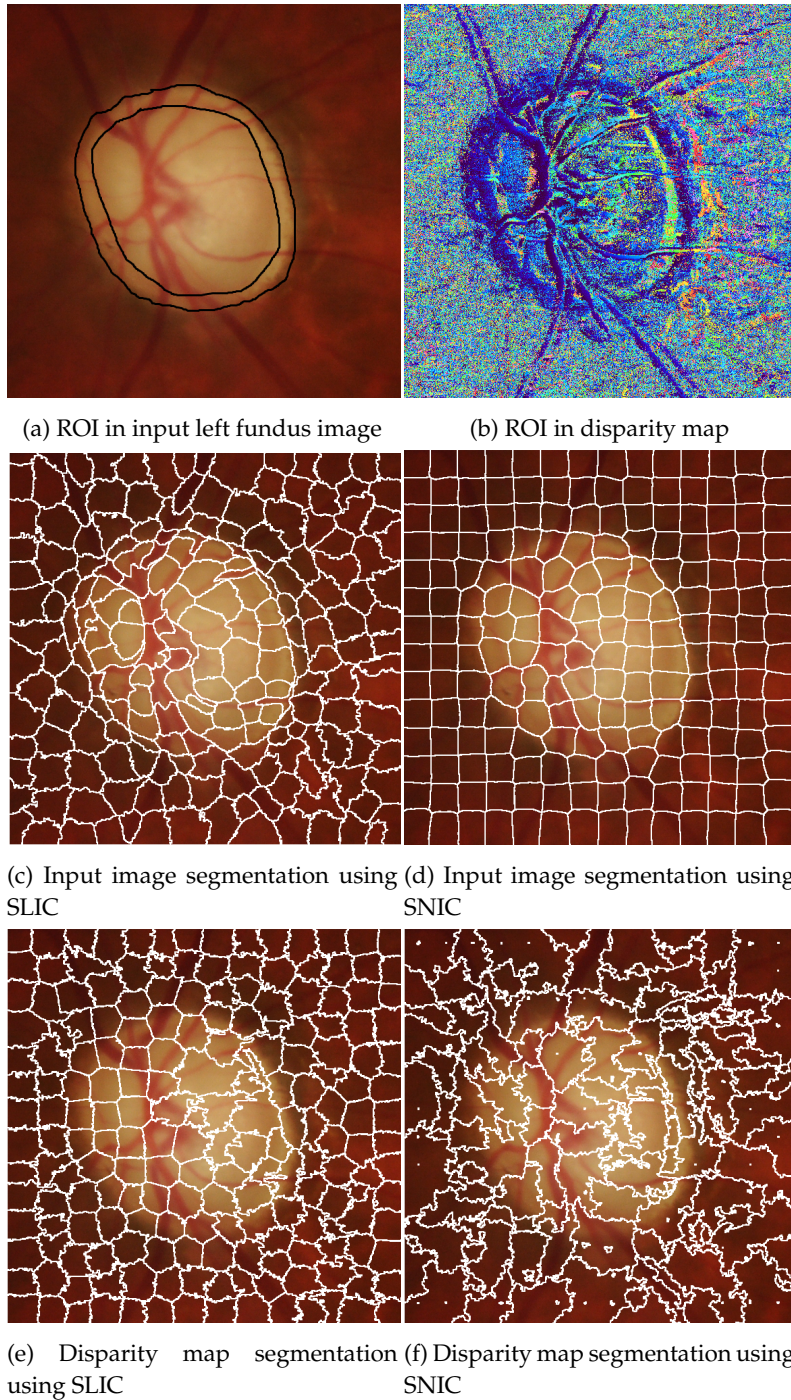 (a) ROI in input left fundus image
(b) ROI in disparity map
(c) Input image segmentation using
SLIC
(d) Input image segmentation using
SNIC
(e) Disparity map segmentation
using SLIC
(f) Disparity map segmentation using
SNIC